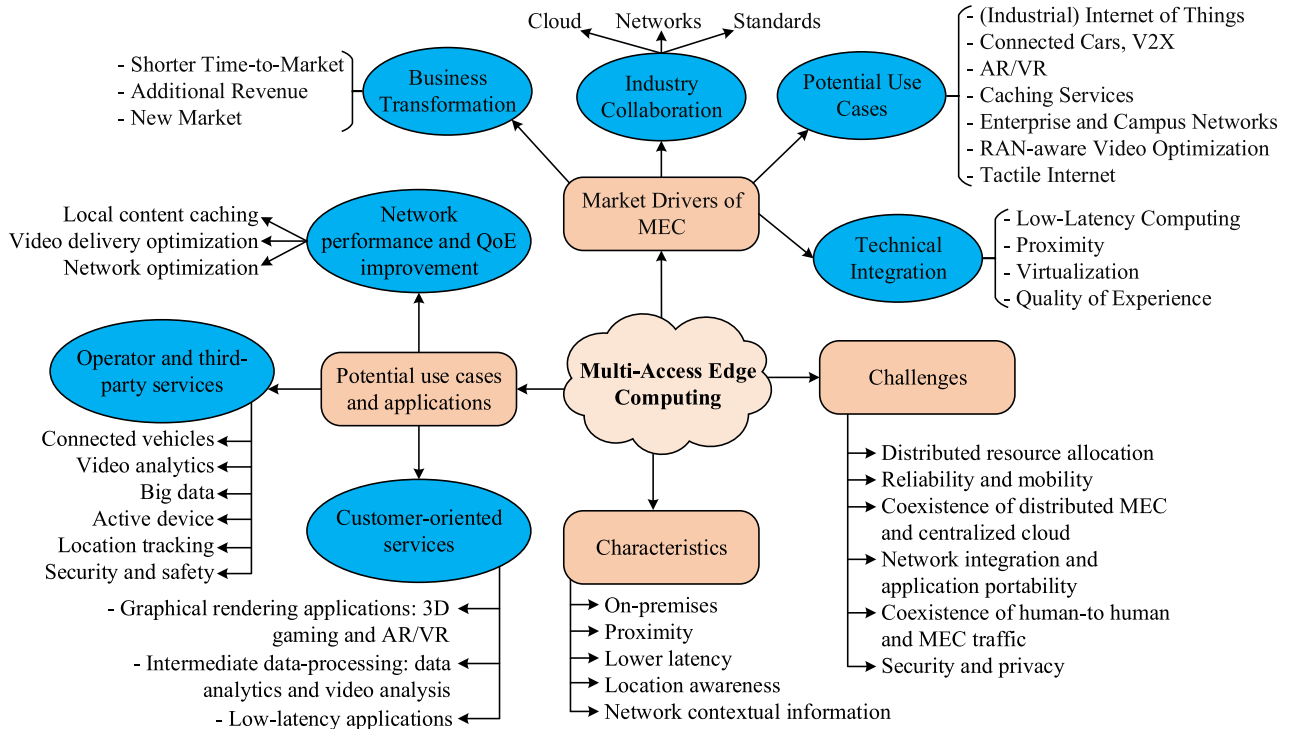 Cloud
Networks
Standards
- Shorter Time-to-Market
- Additional Revenue
- New Market
Business
Transformation
Industry
Collaboration
Potential Use
Cases
- (Industrial) Internet of Things
- Connected Cars, V2X
- AR/VR
- Caching Services
- Enterprise and Campus Networks
- RAN-aware Video Optimization
- Tactile Internet
Market Drivers of
MEC
Local content caching
Video delivery optimization
Network optimization
Network
performance and QoE
improvement
Technical
Integration
- Low-Latency Computing
- Proximity
- Virtualization
- Quality of Experience
Operator and third-
party services
Potential use cases
and applications
Multi-Access Edge
Computing
Challenges
Connected vehicles
Video analytics
Big data
Active device
Location tracking
Security and safety
Customer-oriented
services
Characteristics
Distributed resource allocation
Reliability and mobility
Coexistence of distributed MEC
and centralized cloud
Network integration and
application portability
Coexistence of human-to human
and MEC traffic
Security and privacy
- Graphical rendering applications: 3D
gaming and AR/VR
- Intermediate data-processing: data
analytics and video analysis
- Low-latency applications
On-premises
Proximity
Lower latency
Location awareness
Network contextual information